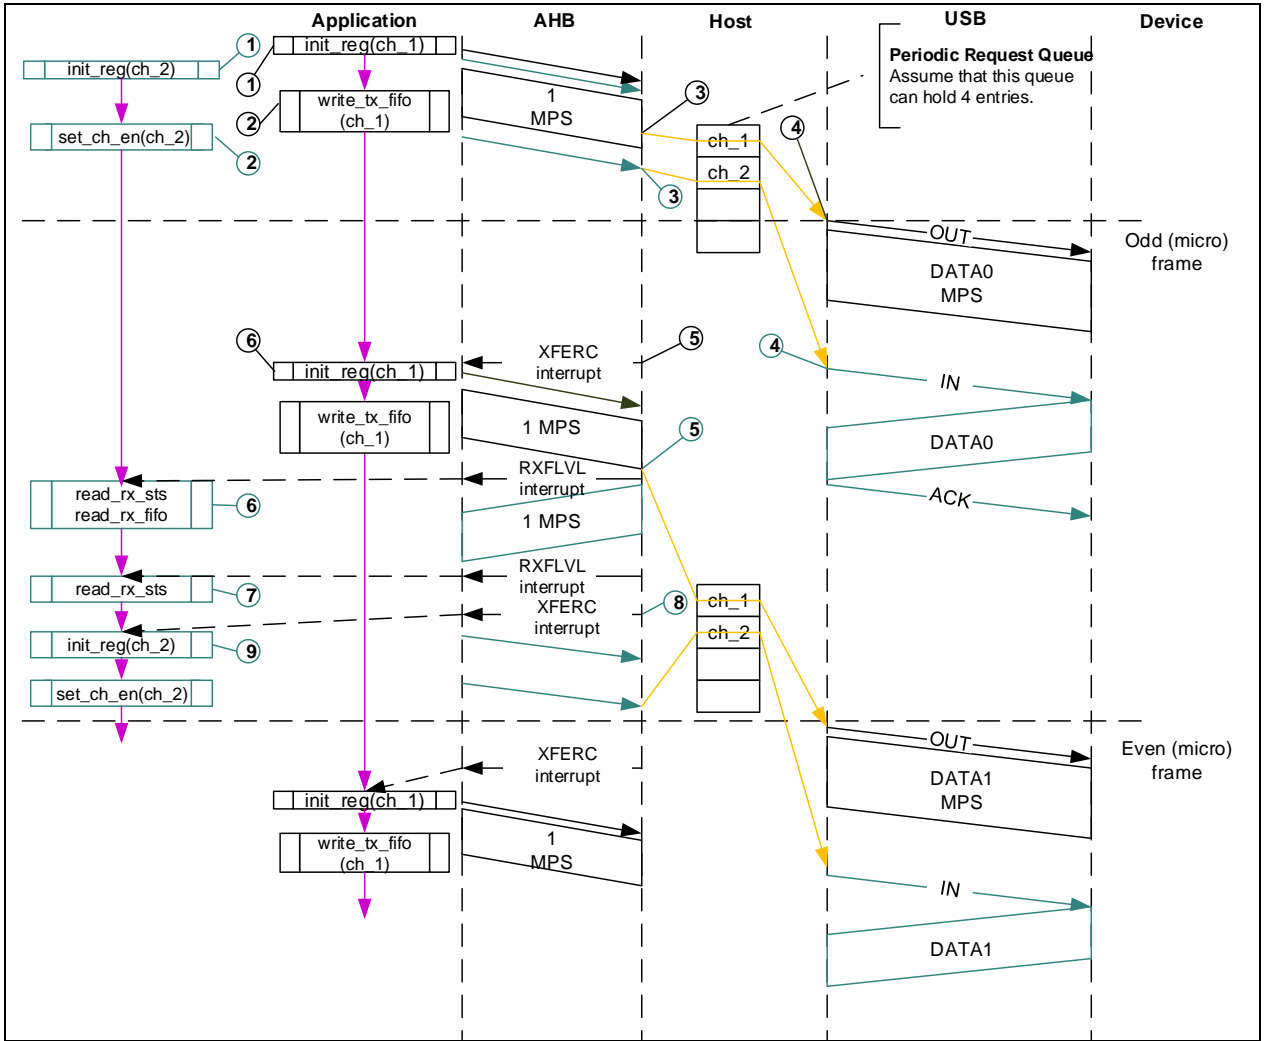 Application
AHB
Host
USB
Device
1
init_reg(ch_1)
Periodic Request Queue
Assume that this queue
can hold 4 entries.
init_reg(ch_2)
1
write_tx_fifo
(ch_1)
1
MPS
3
2
4
set_ch_en(ch_2)
2
ch_1
ch_2
3
OUT
Odd (micro)
frame
DATA0
MPS
6
XFERC
interrupt
5
4
init_reg(ch_1)
IN
write_tx_fifo
(ch_1)
1 MPS
5
DATA0
RXFLVL
interrupt
read_rx_sts
read_rx_fifo
6
1 MPS
ACK
RXFLVL
interrupt
read_rx_sts
7
XFERC
interrupt
8
ch_1
init_reg(ch_2)
9
ch_2
set_ch_en(ch_2)
OUT
Even (micro)
frame
XFERC
interrupt
DATA1
MPS
init_reg(ch_1)
write_tx_fifo
(ch_1)
1
MPS
IN
DATA1